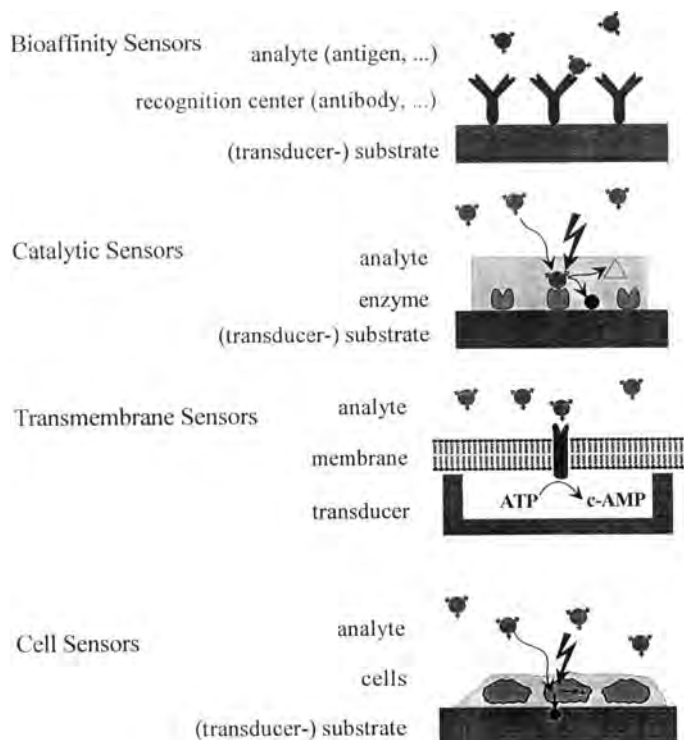 Bioaffinity Sensors
analyte (antigen, ...)
recognition center (antibody, ...)
(transducer-) substrate
Catalytic Sensors
analyte
enzyme
(transducer-) substrate
Transmembrane Sensors
analyte
membrane
ATP c-AMP
transducer
Cell Sensors
analyte
cells
(transducer-) substrate